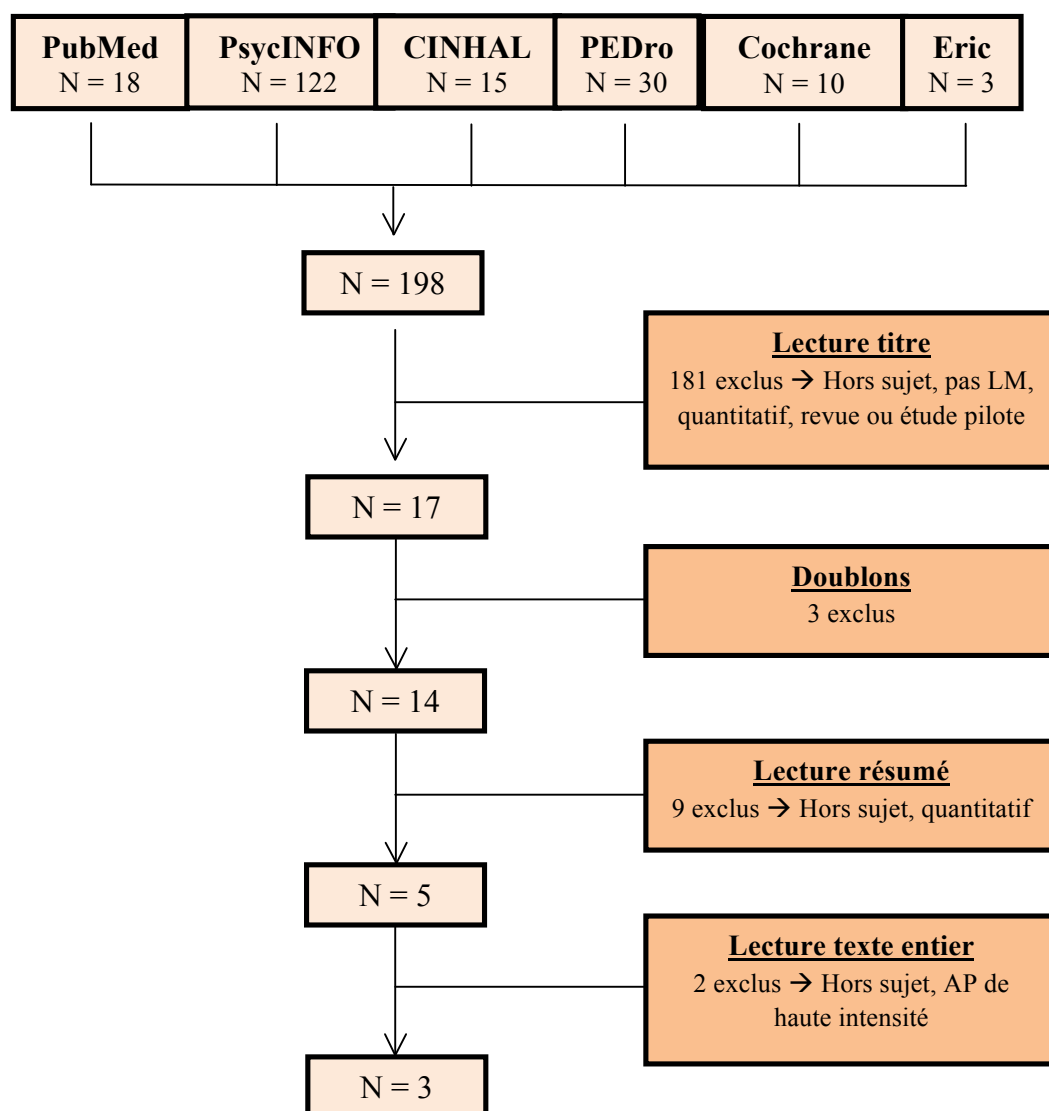 PubMed
N = 18
PsycINFO
N = 122
CINHAL
N = 15
PEDro
N = 30
Cochrane
N = 10
Eric
N = 3
N = 198
Lecture titre
181 exclus → Hors sujet, pas LM,
quantitatif, revue ou étude pilote
N = 17
Doublons
3 exclus
N = 14
Lecture résumé
9 exclus → Hors sujet, quantitatif
N = 5
Lecture texte entier
2 exclus → Hors sujet, AP de
haute intensité
N = 3